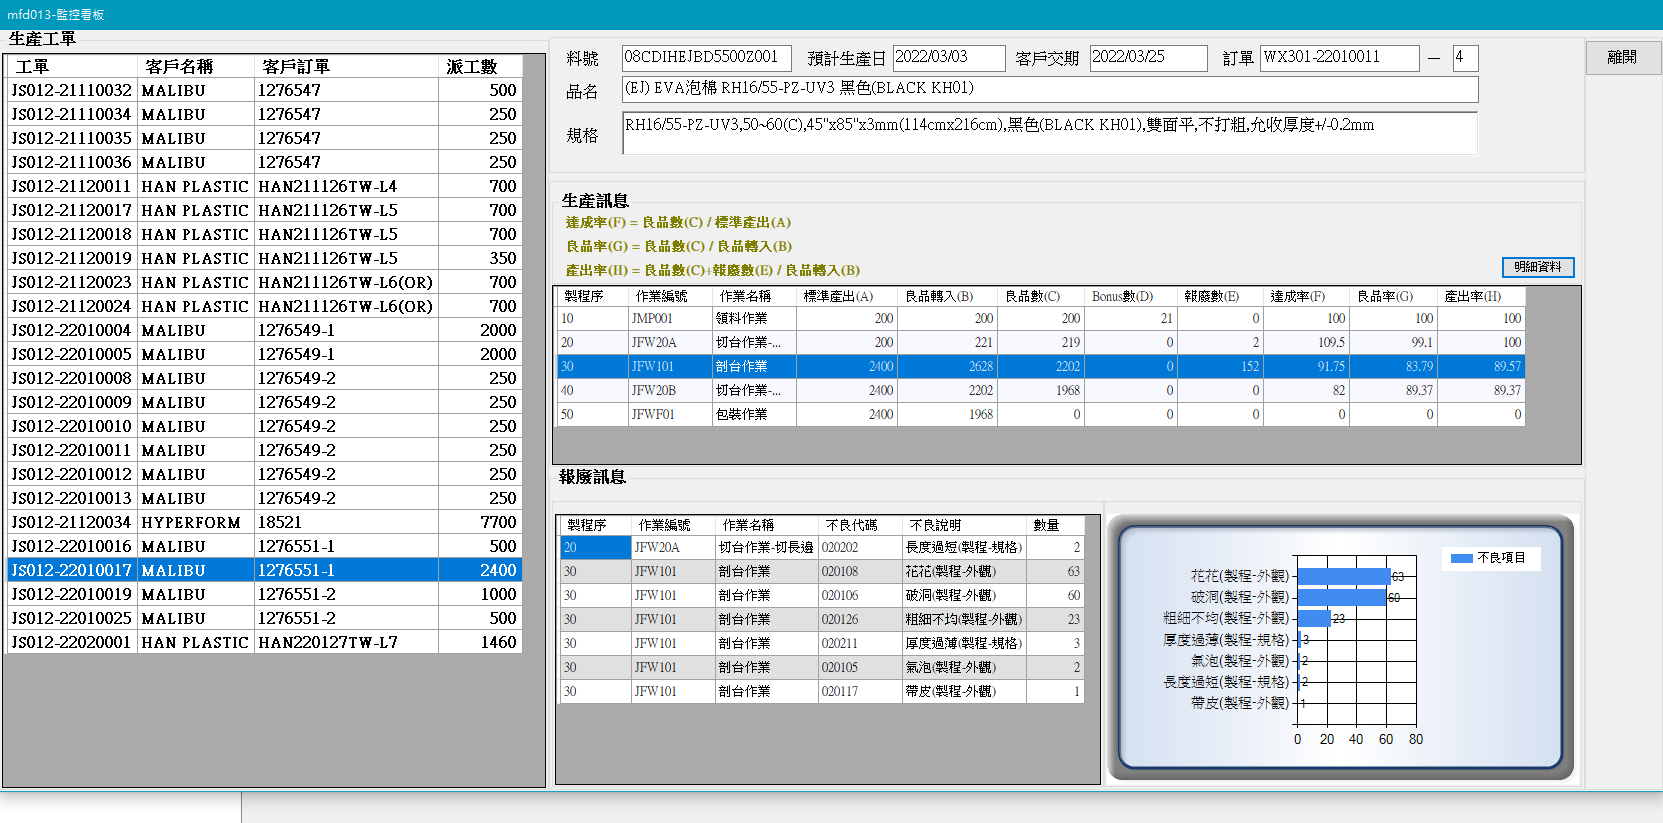 mfd013-監控看板
生產工單
工單 客戶名稱 客戶訂單 派工數
JS012-21110032 MALIBU 1276547 500
JS012-21110034 MALIBU 1276547 250
JS012-21110035 MALIBU 1276547 250
JS012-21110036 MALIBU 1276547 250
JS012-21120011 HAN PLASTIC HAN211126TW-L4 700
JS012-21120017 HAN PLASTIC HAN211126TW-L5 700
JS012-21120018 HAN PLASTIC HAN211126TW-L5 700
JS012-21120019 HAN PLASTIC HAN211126TW-L5 350
JS012-21120023 HAN PLASTIC HAN211126TW-L6(OR) 700
JS012-21120024 HAN PLASTIC HAN211126TW-L6(OR) 700
JS012-22010004 MALIBU 1276549-1 2000
JS012-22010005 MALIBU 1276549-1 2000
JS012-22010008 MALIBU 1276549-2 250
JS012-22010009 MALIBU 1276549-2 250
JS012-22010010 MALIBU 1276549-2 250
JS012-22010011 MALIBU 1276549-2 250
JS012-22010012 MALIBU 1276549-2 250
JS012-22010013 MALIBU 1276549-2 250
JS012-21120034 HYPERFORM 18521 7700
JS012-22010016 MALIBU 1276551-1 500
JS012-22010017 MALIBU 1276551-1 2400
JS012-22010019 MALIBU 1276551-2 1000
JS012-22010025 MALIBU 1276551-2 500
JS012-22020001 HAN PLASTIC HAN220127TW-L7 1460
料號 08CDIHEJBD5500Z001 預計生產日 2022/03/03 客戶交期 2022/03/25 訂單 WX301-22010011 — 4
離開
品名 (EJ) EVA泡棉 RH16/55-PZ-UV3 黑色(BLACK KH01)
規格 RH16/55-PZ-UV3,50~60(C),45"x85"x3mm(114cmx216cm),黑色(BLACK KH01),雙面平,不打粗,允收厚度+/-0.2mm
生產訊息
達成率(F) = 良品數(C) / 標準產出(A)
良品率(G) = 良品數(C) / 良品轉入(B)
產出率(H) = 良品數(C)+報廢數(E) / 良品轉入(B)
明細資料
製程序 作業編號 作業名稱 標準產出(A) 良品轉入(B) 良品數(C) Bonus數(D) 報廢數(E) 達成率(F) 良品率(G) 產出率(H)
10 JMP001 領料作業 200 200 200 21 0 100 100 100
20 JFW20A 切台作業-... 200 221 219 0 2 109.5 99.1 100
30 JFW101 剖台作業 2400 2628 2202 0 152 91.75 83.79 89.57
40 JFW20B 切台作業-... 2400 2202 1968 0 0 82 89.37 89.37
50 JFWF01 包裝作業 2400 1968 0 0 0 0 0 0
報廢訊息
製程序 作業編號 作業名稱 不良代碼 不良說明 數量
20 JFW20A 切台作業-切長邊 020202 長度過短(製程-規格) 2
30 JFW101 剖台作業 020108 花花(製程-外觀) 63
30 JFW101 剖台作業 020106 破洞(製程-外觀) 60
30 JFW101 剖台作業 020126 粗細不均(製程-外觀) 23
30 JFW101 剖台作業 020211 厚度過薄(製程-規格) 3
30 JFW101 剖台作業 020105 氣泡(製程-外觀) 2
30 JFW101 剖台作業 020117 帶皮(製程-外觀) 1
不良項目
花花(製程-外觀) 63
破洞(製程-外觀) 60
粗細不均(製程-外觀) 23
厚度過薄(製程-規格) 3
氣泡(製程-外觀) 2
長度過短(製程-規格) 2
帶皮(製程-外觀) 1
0 20 40 60 80